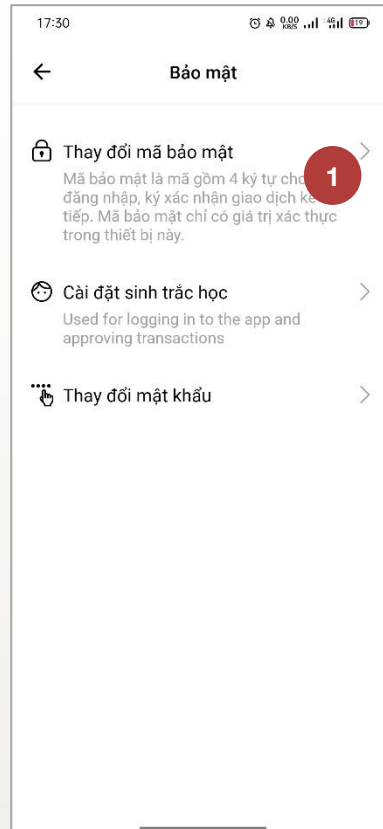 17:30
0.00 KB/S 4G 19
Bảo mật
Thay đổi mã bảo mật
Mã bảo mật là mã gồm 4 ký tự cho
1
đăng nhập, ký xác nhận giao dịch
tiếp. Mã bảo mật chỉ có giá trị xác thực
trong thiết bị này.
Cài đặt sinh trắc học
Used for logging in to the app and
approving transactions
Thay đổi mật khẩu